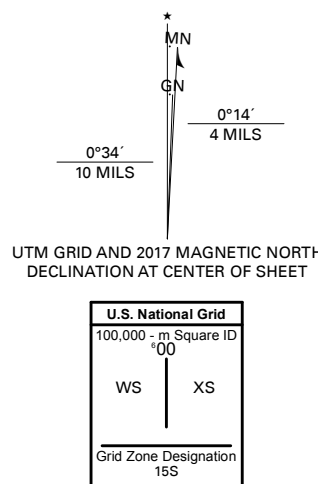 ★
MN
GN
0°14´
4 MILS
0°34´
10 MILS
UTM GRID AND 2017 MAGNETIC NORTH
DECLINATION AT CENTER OF SHEET
U.S. National Grid
100,000 - m Square ID
⁶00
WS XS
Grid Zone Designation
15S